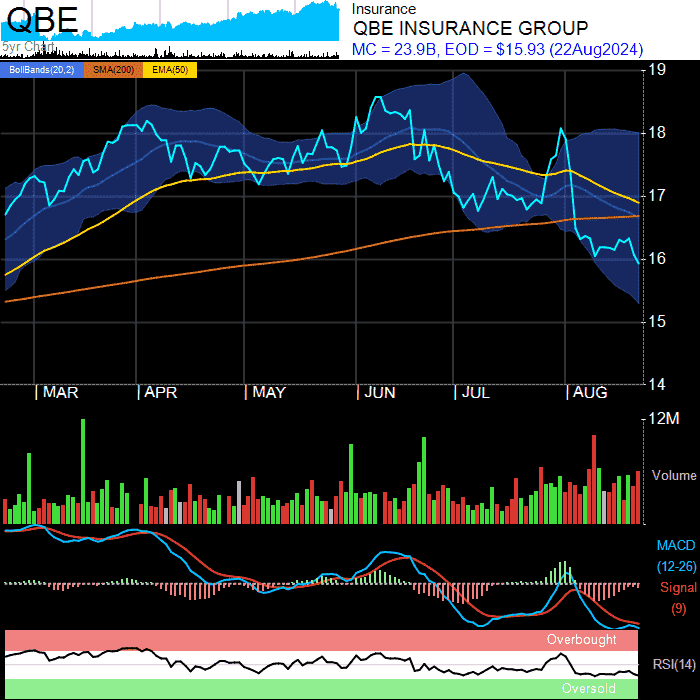 QBE
5yr Chart
Insurance
QBE INSURANCE GROUP
MC = 23.9B, EOD = $15.93 (22Aug2024)
BollBands(20,2) SMA(200) EMA(50)
19
18
17
16
15
14
MAR APR MAY JUN JUL AUG
12M
Volume
MACD
(12-26)
Signal
(9)
Overbought
RSI(14)
Oversold